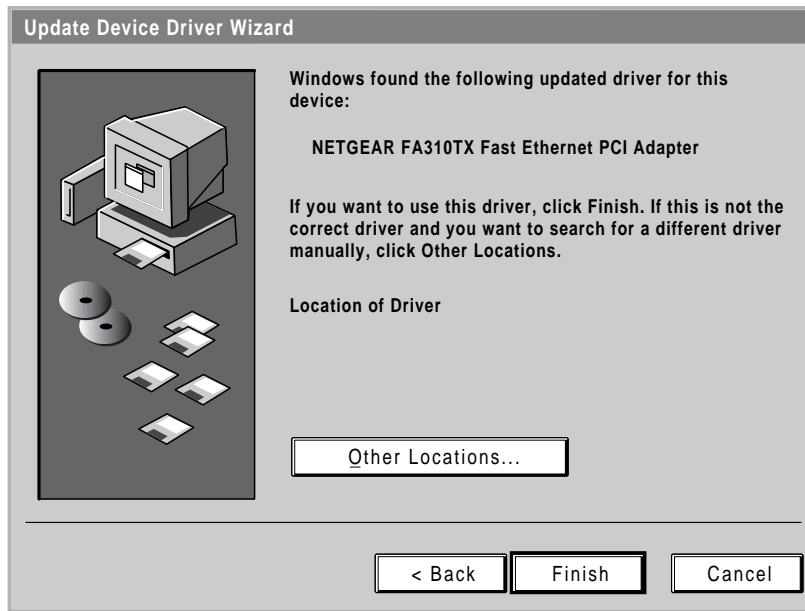 Update Device Driver Wizard
Windows found the following updated driver for this
device:
NETGEAR FA310TX Fast Ethernet PCI Adapter
If you want to use this driver, click Finish. If this is not the
correct driver and you want to search for a different driver
manually, click Other Locations.
Location of Driver
Other Locations...
< Back
Finish
Cancel